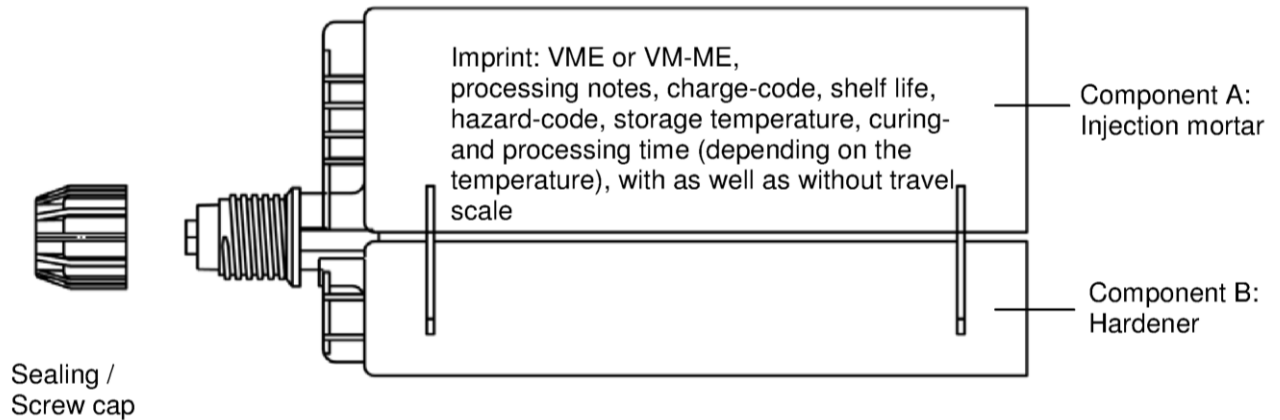 Imprint: VME or VM-ME,
processing notes, charge-code, shelf life,
hazard-code, storage temperature, curing-
and processing time (depending on the
temperature), with as well as without travel
scale
Component A:
Injection mortar
Component B:
Hardener
Sealing /
Screw cap